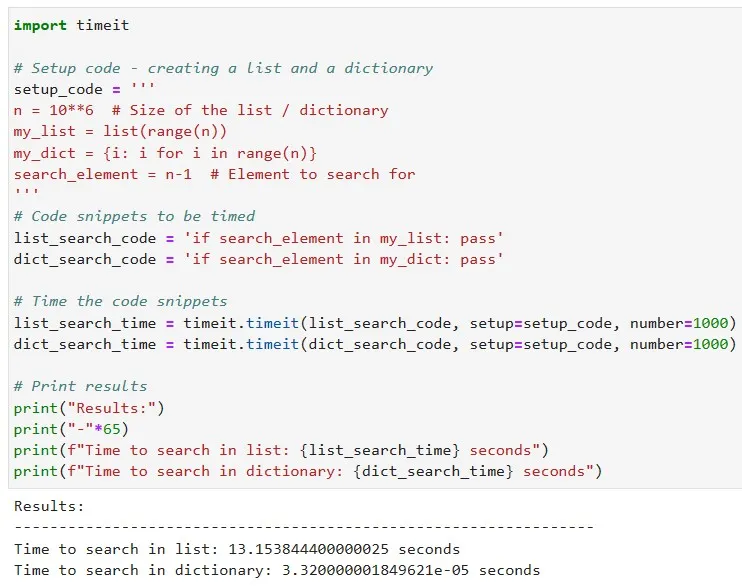 import timeit

# Setup code - creating a list and a dictionary
setup_code = '''
n = 10**6  # Size of the list / dictionary
my_list = list(range(n))
my_dict = {i: i for i in range(n)}
search_element = n-1  # Element to search for
'''
# Code snippets to be timed
list_search_code = 'if search_element in my_list: pass'
dict_search_code = 'if search_element in my_dict: pass'

# Time the code snippets
list_search_time = timeit.timeit(list_search_code, setup=setup_code, number=1000)
dict_search_time = timeit.timeit(dict_search_code, setup=setup_code, number=1000)

# Print results
print("Results:")
print("-"*65)
print(f"Time to search in list: {list_search_time} seconds")
print(f"Time to search in dictionary: {dict_search_time} seconds")
Results:
-----------------------------------------------------------------
Time to search in list: 13.153844400000025 seconds
Time to search in dictionary: 3.320000001849621e-05 seconds